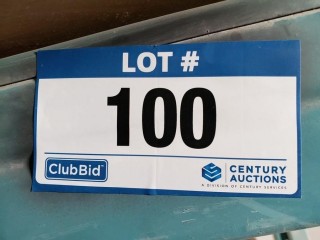 LOT #
100
ClubBid
CENTURY
AUCTIONS
A DIVISION OF CENTURY SERVICES